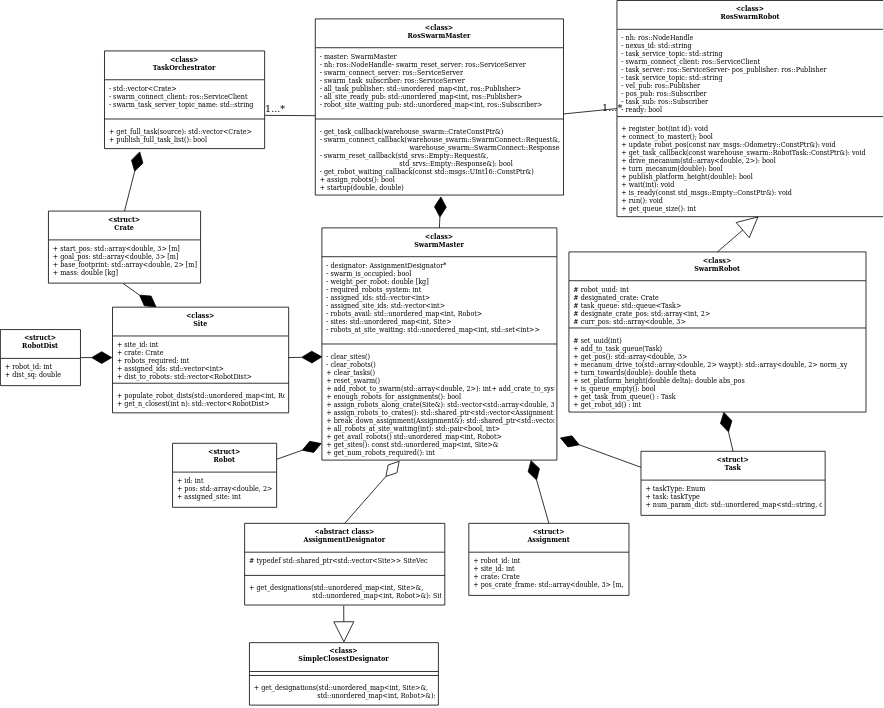 <class>
TaskOrchestrator
- std::vector<Crate>
- swarm_connect_client: ros::ServiceClient
- swarm_task_server_topic_name: std::string
+ get_full_task(source): std::vector<Crate>
+ publish_full_task_list(): bool
1...*
<class>
RosSwarmMaster
- master: SwarmMaster
- nh: ros::NodeHandle- swarm_reset_server: ros::ServiceServer
- swarm_connect_server: ros::ServiceServer
- swarm_task_subscriber: ros::ServiceServer
- all_task_publisher: std::unordered_map<int, ros::Publisher>
- all_site_ready_pub: std::unordered_map<int, ros::Publisher>
- robot_site_waiting_pub: std::unordered_map<int, ros::Subscriber>
- get_task_callback(warehouse_swarm::CrateConstPtr&)
- swarm_connect_callback(warehouse_swarm::SwarmConnect::Request&,
warehouse_swarm::SwarmConnect::Response
- swarm_reset_callback(std_srvs::Empty::Request&,
std_srvs::Empty::Response&): bool
- get_robot_waiting_callback(const std_msgs::UInt16::ConstPtr&)
+ assign_robots(): bool
+ startup(double, double)
1...*
<class>
RosSwarmRobot
- nh: ros::NodeHandle
- nexus_id: std::string
- task_service_topic: std::string
- swarm_connect_client: ros::ServiceClient
- task_server: ros::ServiceServer- pos_publisher: ros::Publisher
- task_service_topic: std::string
- vel_pub: ros::Publisher
- pos_pub: ros::Subscriber
- task_sub: ros::Subscriber
- ready: bool
+ register_bot(int id): void
+ connect_to_master(); bool
+ update_robot_pos(const nav_msgs::Odometry::ConstPtr&): void
+ get_task_callback(const warehouse_swarm::RobotTask::ConstPtr&): void
+ drive_mecanum(std::array<double, 2>): bool
+ turn_mecanum(double): bool
+ publish_platform_height(double): bool
+ wait(int): void
+ is_ready(const std_msgs::Empty::ConstPtr&): void
+ run(): void
+ get_queue_size(): int
<struct>
Crate
+ start_pos: std::array<double, 3> [m]
+ goal_pos: std::array<double, 3> [m]
+ base_footprint: std::array<double, 2> [m]
+ mass: double [kg]
<class>
SwarmMaster
- designator: AssignmentDesignator*
- swarm_is_occupied: bool
- weight_per_robot: double [kg]
- required_robots_system: int
- assigned_ids: std::vector<int>
- assigned_site_ids: std::vector<int>
- robots_avail: std::unordered_map<int, Robot>
- sites: std::unordered_map<int, Site>
- robots_at_site_waiting: std::unordered_map<int, std::set<int>>
- clear_sites()
- clear_robots()
+ clear_tasks()
+ reset_swarm()
+ add_robot_to_swarm(std::array<double, 2>): int+ add_crate_to_sys
+ enough_robots_for_assignments(): bool
+ assign_robots_along_crate(Site&): std::vector<std::array<double, 3
+ assign_robots_to_crates(): std::shared_ptr<std::vector<Assignment
+ break_down_assignment(Assignment&): std::shared_ptr<std::vector
+ all_robots_at_site_waiting(int): std::pair<bool, int>
+ get_avail_robots() std::unordered_map<int, Robot>
+ get_sites(): const std::unordered_map<int, Site>&
+ get_num_robots_required(): int
<class>
SwarmRobot
# robot_uuid: int
# designated_crate: Crate
# task_queue: std::queue<Task>
# designate_crate_pos: std::array<int, 2>
# curr_pos: std::array<double, 3>
# set_uuid(int)
+ add_to_task_queue(Task)
+ get_pos(): std::array<double, 3>
+ mecanum_drive_to(std::array<double, 2> waypt): std::array<double, 2> norm_xy
+ turn_towards(double): double theta
+ set_platform_height(double delta): double abs_pos
+ is_queue_empty(): bool
+ get_task_from_queue() : Task
+ get_robot_id() : int
<class>
Site
+ site_id: int
+ crate: Crate
+ robots_required: int
+ assigned_ids: std::vector<int>
+ dist_to_robots: std::vector<RobotDist>
+ populate_robot_dists(std::unordered_map<int, Ro
+ get_n_closest(int n): std::vector<RobotDist>
<struct>
RobotDist
+ robot_id: int
+ dist_sq: double
<struct>
Robot
+ id: int
+ pos: std::array<double, 2>
+ assigned_site: int
<struct>
Task
+ taskType: Enum
+ task: taskType
+ num_param_dict: std::unordered_map<std::string, d
<abstract class>
AssignmentDesignator
# typedef std::shared_ptr<std::vector<Site>> SiteVec
+ get_designations(std::unordered_map<int, Site>&,
std::unordered_map<int, Robot>&): Sit
<struct>
Assignment
+ robot_id: int
+ site_id: int
+ crate: Crate
+ pos_crate_frame: std::array<double, 3> [m,
<class>
SimpleClosestDesignator
+ get_designations(std::unordered_map<int, Site>&,
std::unordered_map<int, Robot>&):